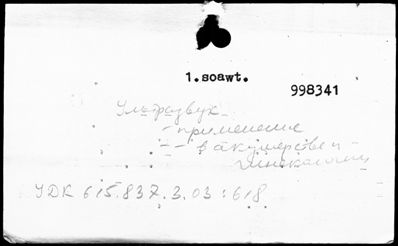 1.soawt.
998341
Ультразвук
- применение
- - в акушерстве и
гинекологии
УДК 615.837.3.03:618